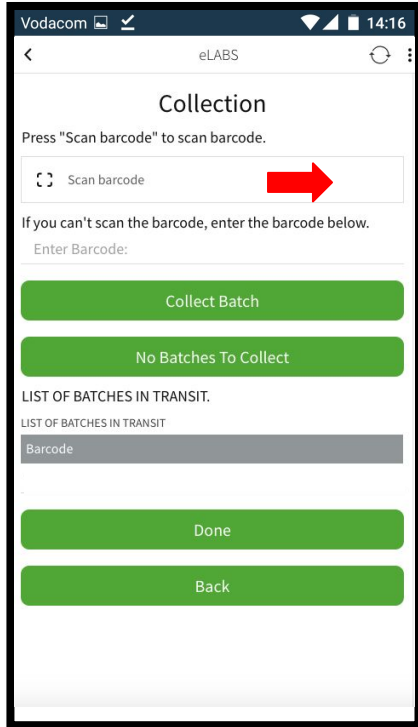 Vodacom 14:16
eLABS
Collection
Press "Scan barcode" to scan barcode.
Scan barcode
If you can't scan the barcode, enter the barcode below.
Enter Barcode:
Collect Batch
No Batches To Collect
LIST OF BATCHES IN TRANSIT.
LIST OF BATCHES IN TRANSIT
Barcode
Done
Back